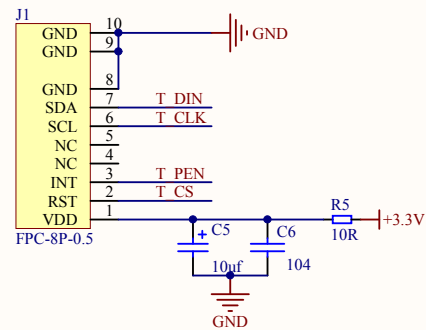 J1
GND 10 GND
GND 9
GND 8
SDA 7 T_DIN
SCL 6 T_CLK
NC 5
NC 4
INT 3 T_PEN
RST 2 T_CS
VDD 1
FPC-8P-0.5
+ C5
10uf
C6
104
R5
10R
+3.3V
GND